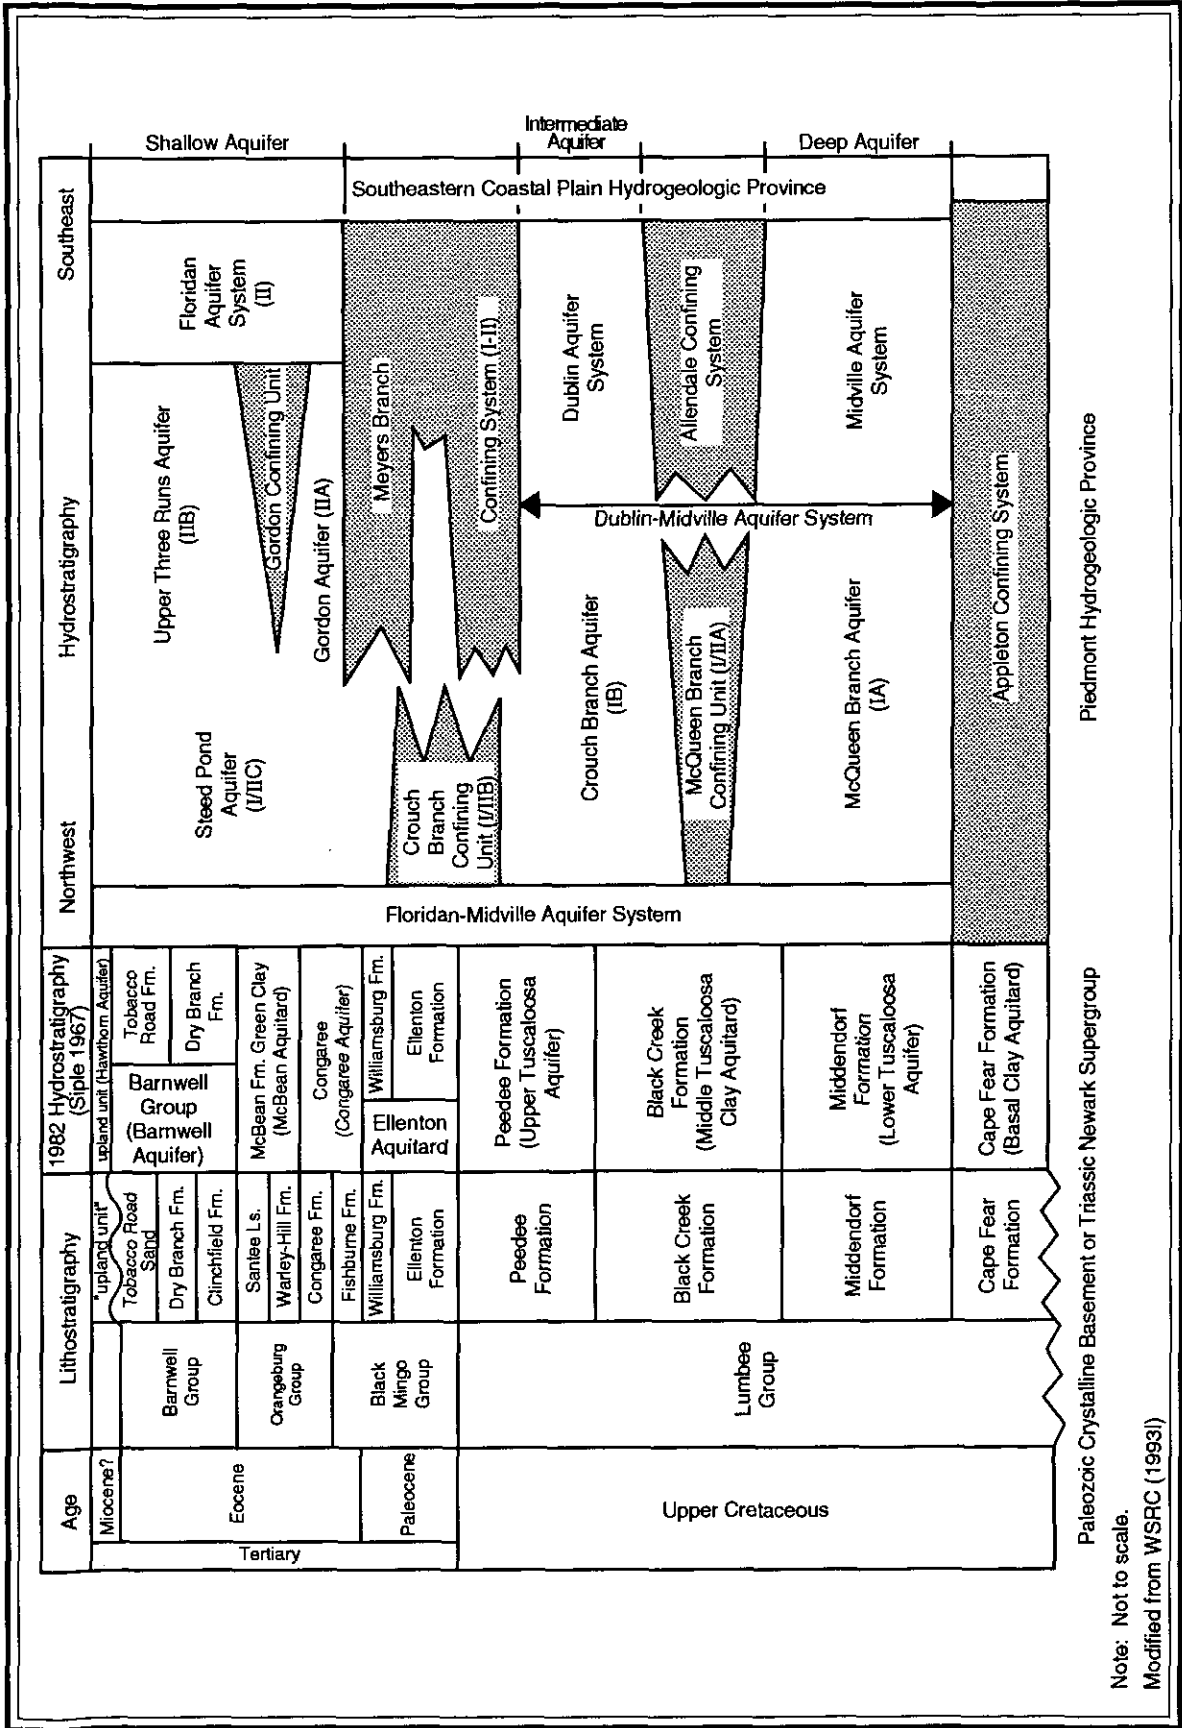 Age
Lithostratigraphy
1982 Hydrostratigraphy
(Siple 1967)
Northwest
Hydrostratigraphy
Southeast
Tertiary
Miocene?
Eocene
Paleocene
Upper Cretaceous
Barnwell
Group
Orangeburg
Group
Black
Mingo
Group
Lumbee
Group
"upland unit"
Tobacco Road
Sand
Dry Branch Fm.
Clinchfield Fm.
Santee Ls.
Warley-Hill Fm.
Congaree Fm.
Fishburne Fm.
Williamsburg Fm.
Ellenton
Formation
Peedee
Formation
Black Creek
Formation
Middendorf
Formation
Cape Fear
Formation
upland unit (Hawthorn Aquifer)
Barnwell
Group
(Barnwell
Aquifer)
Tobacco
Road Fm.
Dry Branch
Fm.
McBean Fm. Green Clay
(McBean Aquitard)
Congaree
(Congaree Aquifer)
Ellenton
Aquitard
Williamsburg Fm.
Ellenton
Formation
Peedee Formation
(Upper Tuscaloosa
Aquifer)
Black Creek
Formation
(Middle Tuscaloosa
Clay Aquitard)
Middendorf
Formation
(Lower Tuscaloosa
Aquifer)
Cape Fear Formation
(Basal Clay Aquitard)
Floridan-Midville Aquifer System
Steed Pond
Aquifer
(I/IIC)
Upper Three Runs Aquifer
(IIB)
Gordon Confining Unit
Gordon Aquifer (IIA)
Floridan
Aquifer
System
(II)
Crouch
Branch
Confining
Unit (I/IIB)
Meyers Branch
Confining System (I-II)
Crouch Branch Aquifer
(IB)
Dublin Aquifer
System
Dublin-Midville Aquifer System
McQueen Branch
Confining Unit (I/IIA)
Allendale Confining
System
McQueen Branch Aquifer
(IA)
Midville Aquifer
System
Appleton Confining System
Southeastern Coastal Plain Hydrogeologic Province
Shallow Aquifer
Intermediate
Aquifer
Deep Aquifer
Paleozoic Crystalline Basement or Triassic Newark Supergroup
Piedmont Hydrogeologic Province
Note: Not to scale.
Modified from WSRC (1993l)